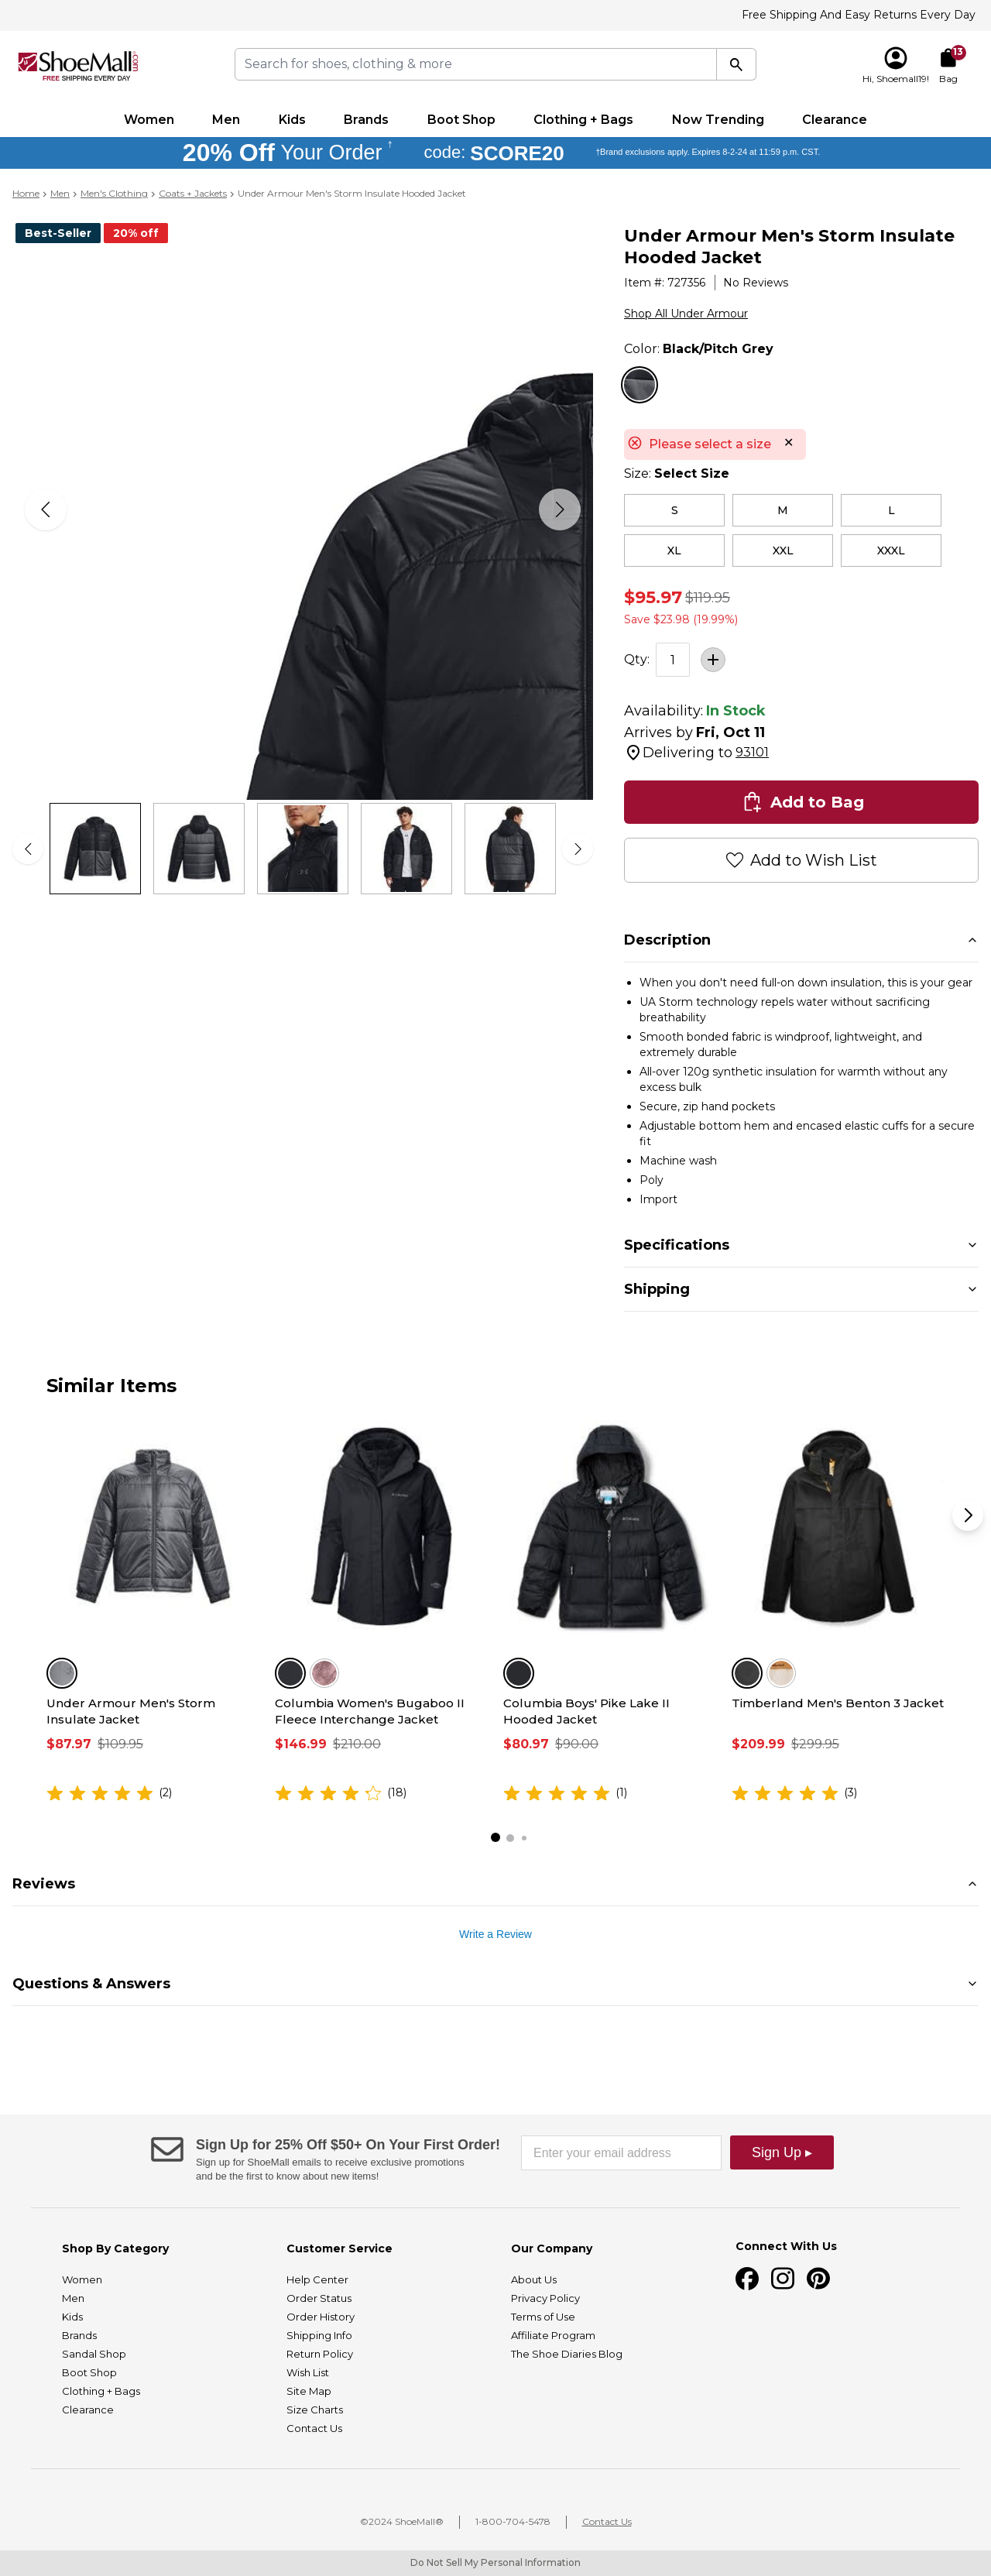 Free Shipping And Easy Returns Every Day
ShoeMall.com
FREE SHIPPING EVERY DAY
Search for shoes, clothing & more
Hi, Shoemall19!
13
Bag
Women Men Kids Brands Boot Shop Clothing + Bags Now Trending Clearance
20% Off Your Order † code: SCORE20 †Brand exclusions apply. Expires 8-2-24 at 11:59 p.m. CST.
Home > Men > Men's Clothing > Coats + Jackets > Under Armour Men's Storm Insulate Hooded Jacket
Best-Seller 20% off
Under Armour Men's Storm Insulate
Hooded Jacket
Item #: 727356 No Reviews
Shop All Under Armour
Color: Black/Pitch Grey
Please select a size
Size: Select Size
S M L
XL XXL XXXL
$95.97 $119.95
Save $23.98 (19.99%)
Qty: 1
Availability: In Stock
Arrives by Fri, Oct 11
Delivering to 93101
Add to Bag
Add to Wish List
Description
• When you don't need full-on down insulation, this is your gear
• UA Storm technology repels water without sacrificing
breathability
• Smooth bonded fabric is windproof, lightweight, and
extremely durable
• All-over 120g synthetic insulation for warmth without any
excess bulk
• Secure, zip hand pockets
• Adjustable bottom hem and encased elastic cuffs for a secure
fit
• Machine wash
• Poly
• Import
Specifications
Shipping
Similar Items
Under Armour Men's Storm
Insulate Jacket
$87.97 $109.95
(2)
Columbia Women's Bugaboo II
Fleece Interchange Jacket
$146.99 $210.00
(18)
Columbia Boys' Pike Lake II
Hooded Jacket
$80.97 $90.00
(1)
Timberland Men's Benton 3 Jacket
$209.99 $299.95
(3)
Reviews
Write a Review
Questions & Answers
Sign Up for 25% Off $50+ On Your First Order!
Sign up for ShoeMall emails to receive exclusive promotions
and be the first to know about new items!
Enter your email address
Sign Up ▸
Shop By Category
Women
Men
Kids
Brands
Sandal Shop
Boot Shop
Clothing + Bags
Clearance
Customer Service
Help Center
Order Status
Order History
Shipping Info
Return Policy
Wish List
Site Map
Size Charts
Contact Us
Our Company
About Us
Privacy Policy
Terms of Use
Affiliate Program
The Shoe Diaries Blog
Connect With Us
©2024 ShoeMall® 1-800-704-5478 Contact Us
Do Not Sell My Personal Information